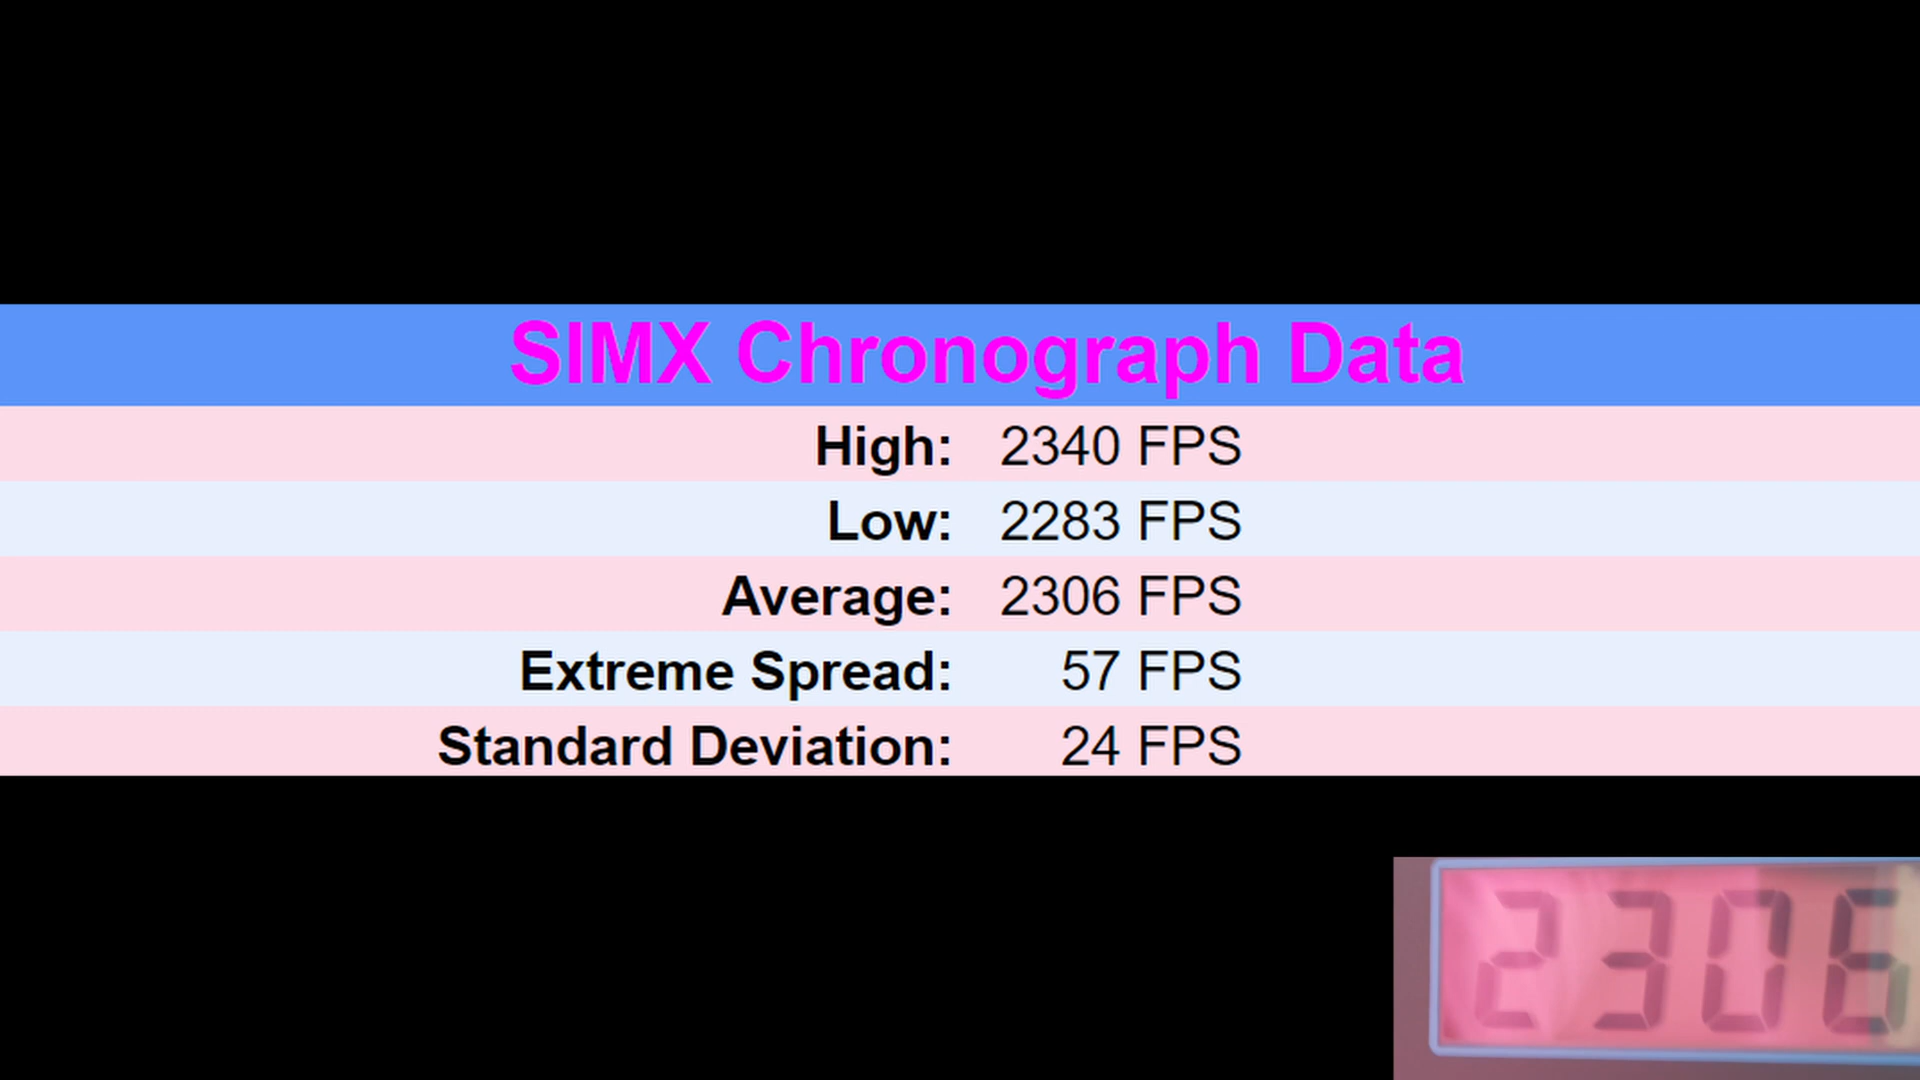 SIMX Chronograph Data
High: 2340 FPS
Low: 2283 FPS
Average: 2306 FPS
Extreme Spread: 57 FPS
Standard Deviation: 24 FPS
2306